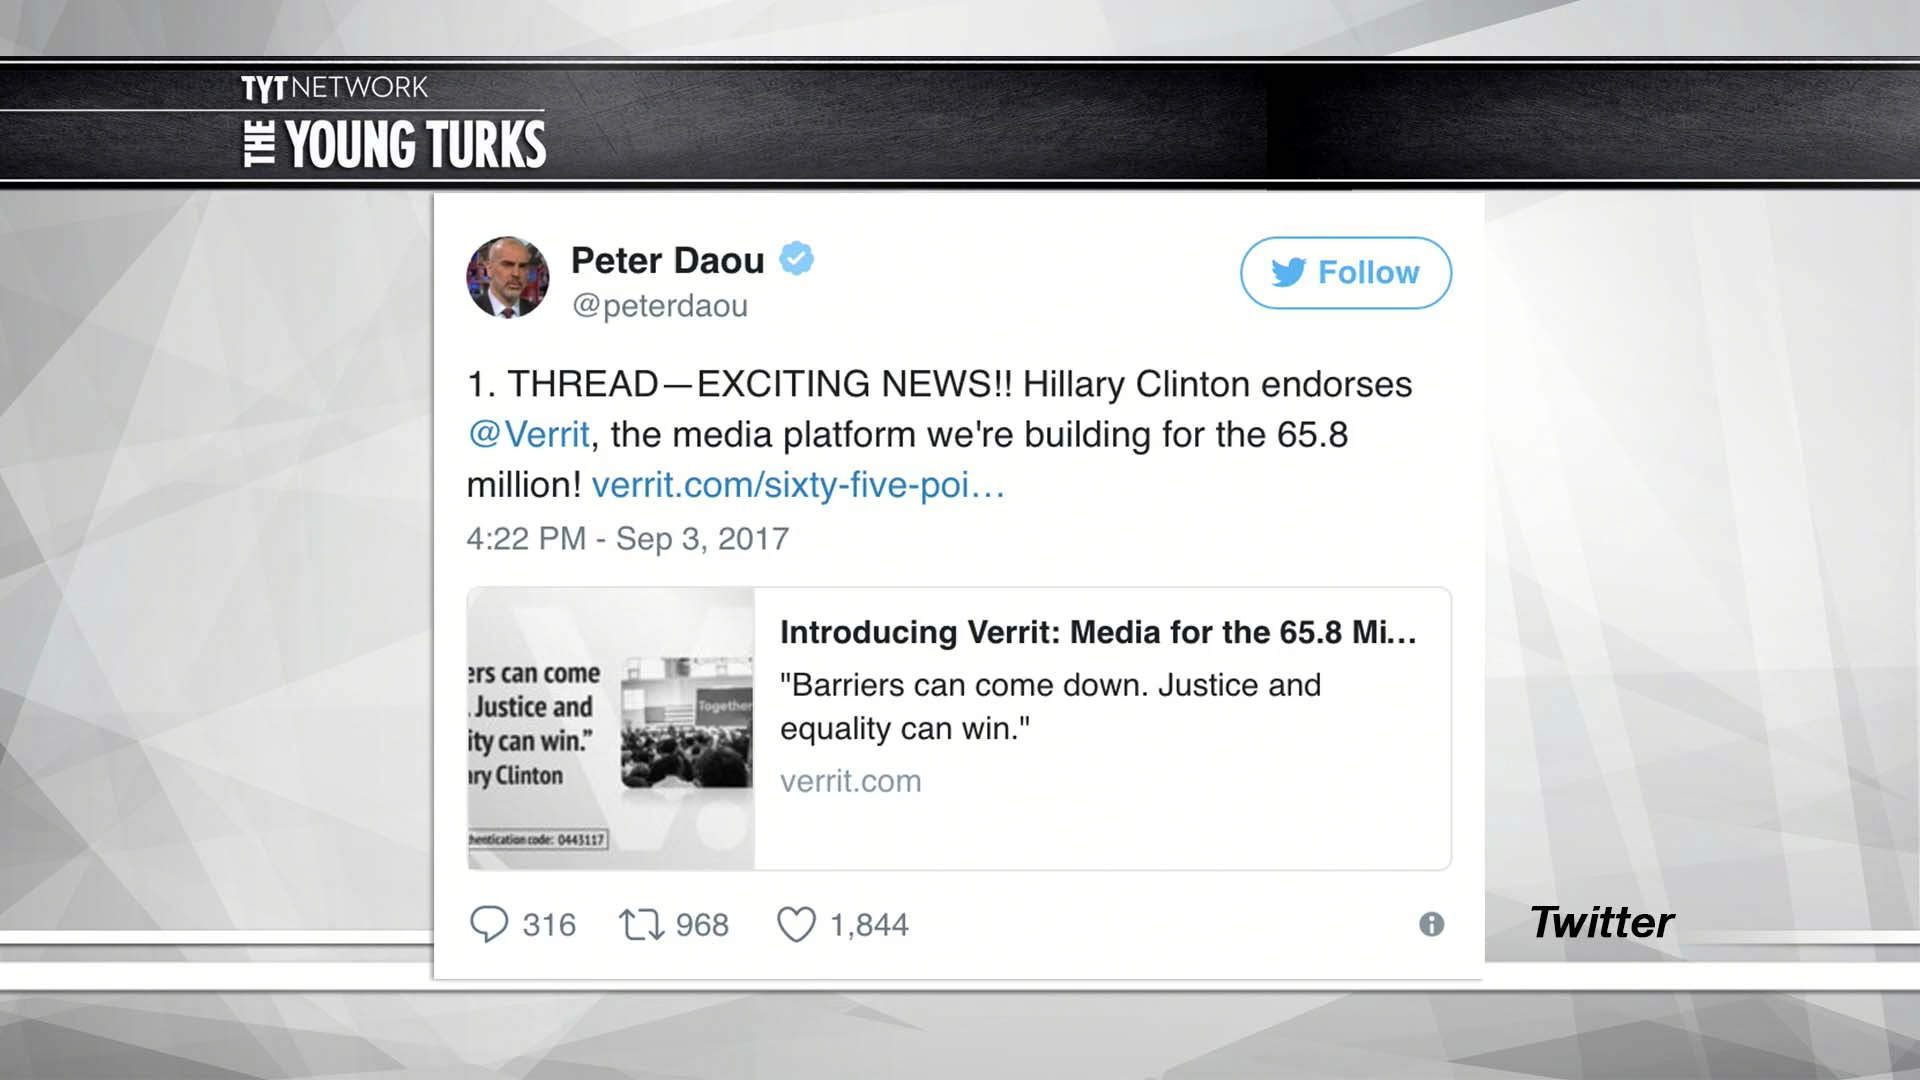 TYT NETWORK
THE YOUNG TURKS
Peter Daou
@peterdaou
Follow
1. THREAD—EXCITING NEWS!! Hillary Clinton endorses
@Verrit, the media platform we're building for the 65.8
million! verrit.com/sixty-five-poi…
4:22 PM - Sep 3, 2017
ers can come
. Justice and
ity can win.”
ary Clinton
Together
hentication code: 0443117
Introducing Verrit: Media for the 65.8 Mi...
"Barriers can come down. Justice and
equality can win."
verrit.com
316 968 1,844
Twitter